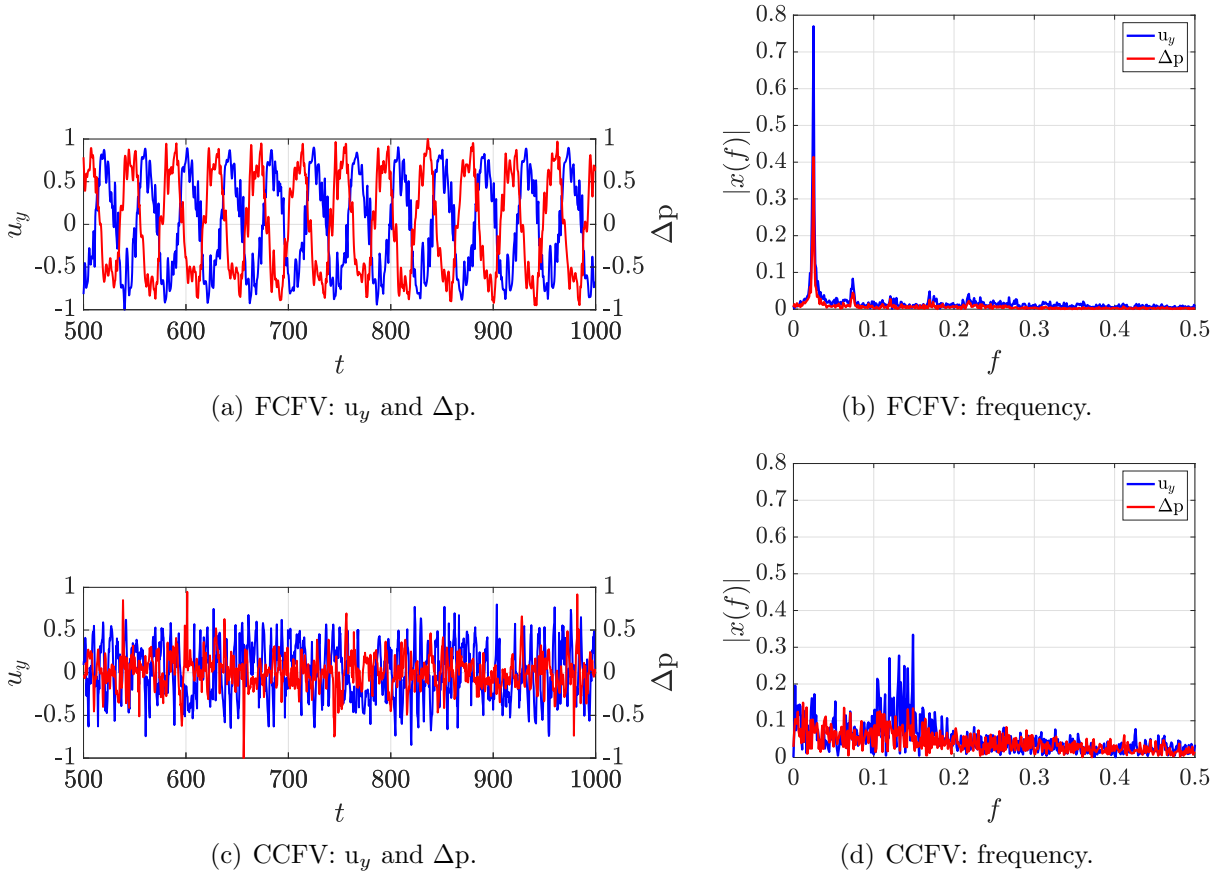 1 1
0.5 0.5
0 0
-0.5 -0.5
-1 -1
500 600 700 800 900 1000
u_y
Δp
t
(a) FCFV: u_y and Δp.
0.8
0.7
0.6
0.5
0.4
0.3
0.2
0.1
0
0 0.1 0.2 0.3 0.4 0.5
|x(f)|
f
u_y
Δp
(b) FCFV: frequency.
1 1
0.5 0.5
0 0
-0.5 -0.5
-1 -1
500 600 700 800 900 1000
u_y
Δp
t
(c) CCFV: u_y and Δp.
0.8
0.7
0.6
0.5
0.4
0.3
0.2
0.1
0
0 0.1 0.2 0.3 0.4 0.5
|x(f)|
f
u_y
Δp
(d) CCFV: frequency.